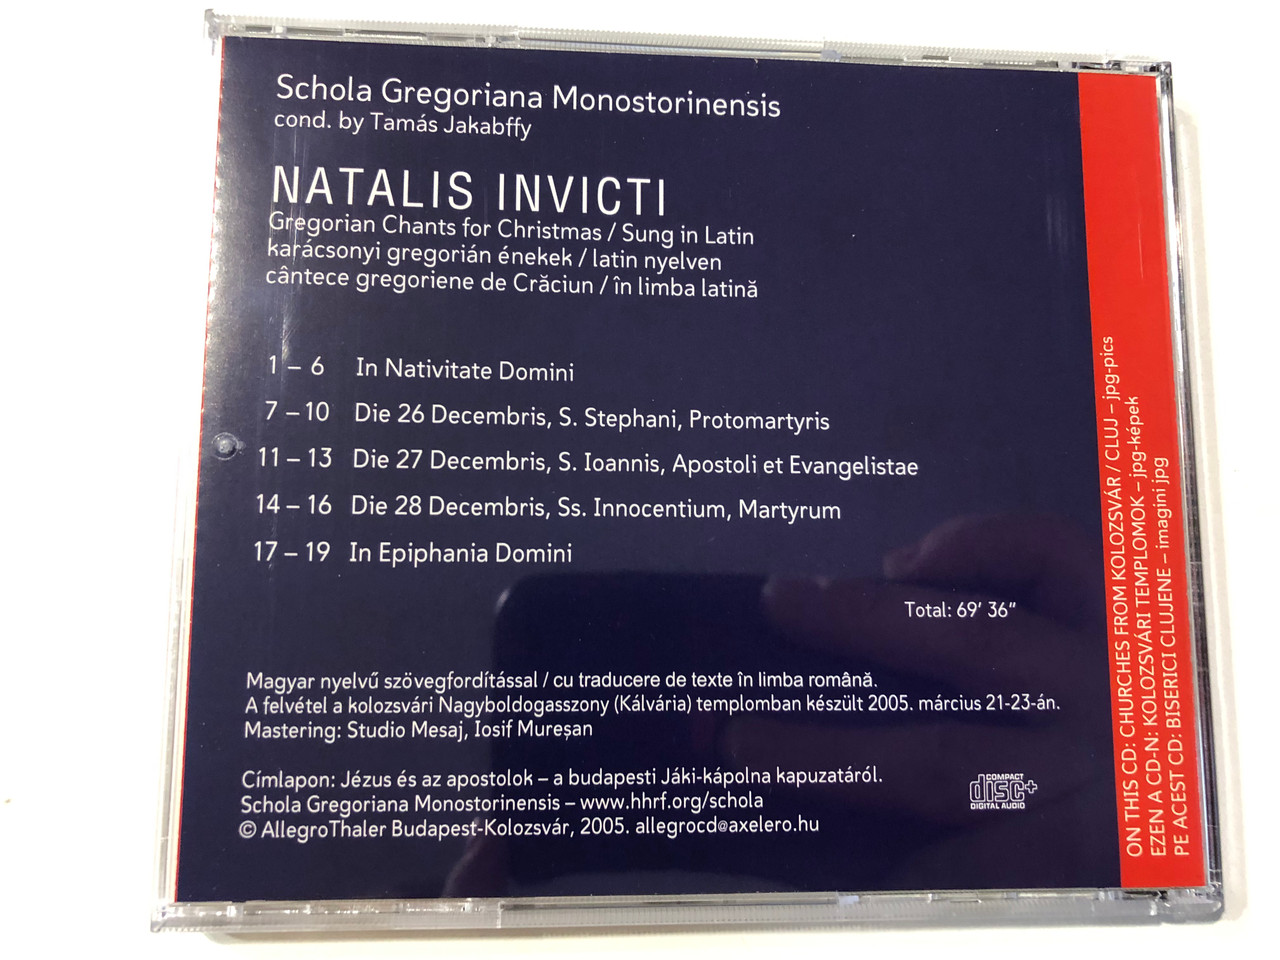 Schola Gregoriana Monostorinensis
cond. by Tamás Jakabffy
NATALIS INVICTI
Gregorian Chants for Christmas / Sung in Latin
karácsonyi gregorián énekek / latin nyelven
cântece gregoriene de Crăciun / în limba latină
1 – 6 In Nativitate Domini
7 – 10 Die 26 Decembris, S. Stephani, Protomartyris
11 – 13 Die 27 Decembris, S. Ioannis, Apostoli et Evangelistae
14 – 16 Die 28 Decembris, Ss. Innocentium, Martyrum
17 – 19 In Epiphania Domini
Total: 69' 36"
Magyar nyelvű szövegfordítással / cu traducere de texte în limba română.
A felvétel a kolozsvári Nagyboldogasszony (Kálvária) templomban készült 2005. március 21-23-án.
Mastering: Studio Mesaj, Iosif Mureşan
Címlapon: Jézus és az apostolok – a budapesti Jáki-kápolna kapuzatáról.
Schola Gregoriana Monostorinensis – www.hhrf.org/schola
© AllegroThaler Budapest-Kolozsvár, 2005. allegrocd@axelero.hu
COMPACT
disc+
DIGITAL AUDIO
ON THIS CD: CHURCHES FROM KOLOZSVÁR / CLUJ – jpg-pics
EZEN A CD-N: KOLOZSVÁRI TEMPLOMOK – jpg-képek
PE ACEST CD: BISERICI CLUJENE – imagini jpg